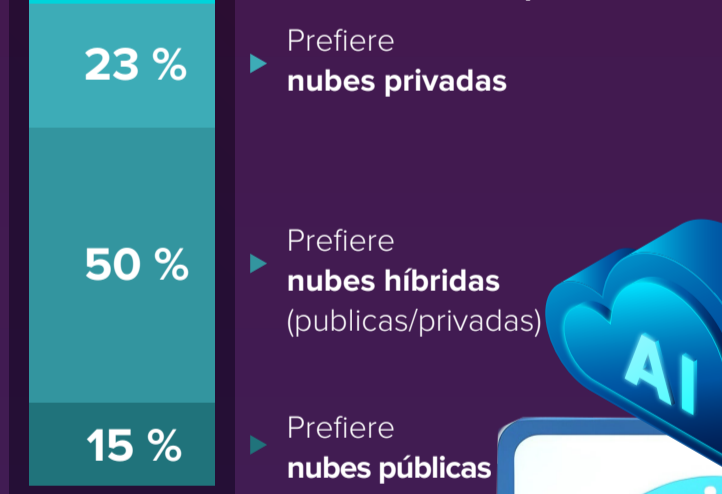 23 %
Prefiere
nubes privadas
50 %
Prefiere
nubes híbridas
(publicas/privadas)
AI
15 %
Prefiere
nubes públicas